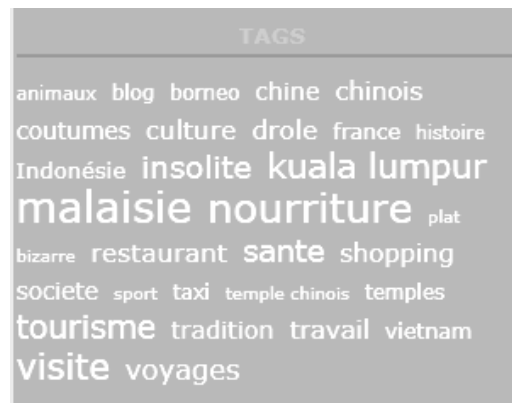 TAGS
animaux blog borneo chine chinois
coutumes culture drole france histoire
Indonésie insolite kuala lumpur
malaisie nourriture plat
bizarre restaurant sante shopping
societe sport taxi temple chinois temples
tourisme tradition travail vietnam
visite voyages